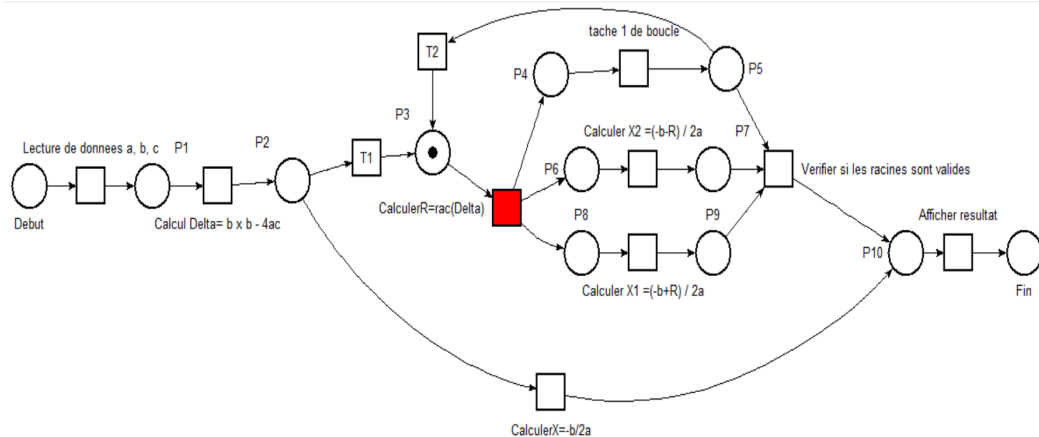 tache 1 de boucle
T2
P4
P5
P3
Lecture de donnees a, b, c
P1
P2
Calculer X2 =(-b-R) / 2a
P7
T1
P6
Verifier si les racines sont valides
CalculerR=rac(Delta)
Debut
Calcul Delta= b x b - 4ac
P8
P9
Afficher resultat
P10
Calculer X1 =(-b+R) / 2a
Fin
CalculerX=-b/2a